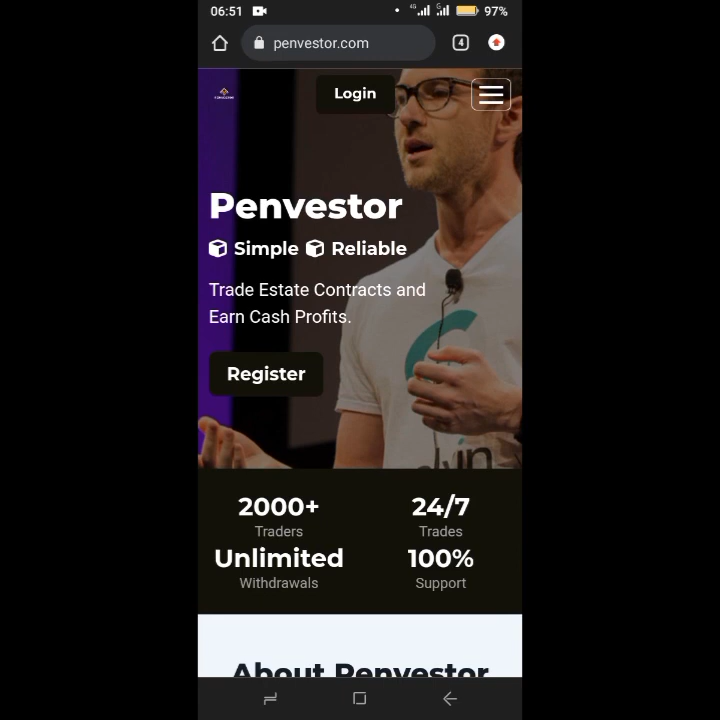 06:51 4G G 97%
penvestor.com 4
Login
Penvestor
Simple Reliable
Trade Estate Contracts and
Earn Cash Profits.
Register
2000+ 24/7
Traders Trades
Unlimited 100%
Withdrawals Support
About Penvestor